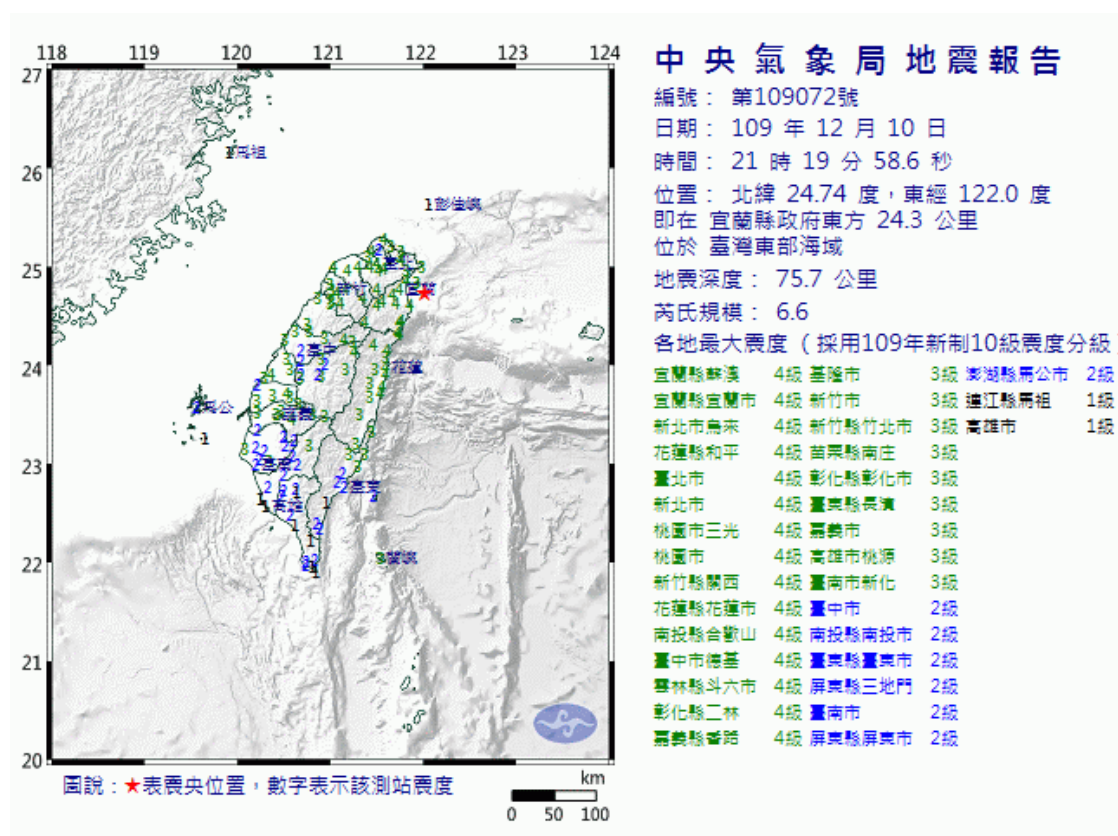 118 119 120 121 122 123 124
27
26
25
24
23
22
21
20
馬祖
彭佳嶼
臺北
新竹 宜蘭
臺中
花蓮
馬公 嘉義
臺南
臺東
高雄
蘭嶼
圖說：★表震央位置，數字表示該測站震度
km
0 50 100
中央氣象局地震報告
編號： 第109072號
日期： 109 年 12 月 10 日
時間： 21 時 19 分 58.6 秒
位置： 北緯 24.74 度，東經 122.0 度
即在 宜蘭縣政府東方 24.3 公里
位於 臺灣東部海域
地震深度： 75.7 公里
芮氏規模： 6.6
各地最大震度（採用109年新制10級震度分級
宜蘭縣蘇澳 4級 基隆市 3級 澎湖縣馬公市 2級
宜蘭縣宜蘭市 4級 新竹市 3級 連江縣馬祖 1級
新北市烏來 4級 新竹縣竹北市 3級 高雄市 1級
花蓮縣和平 4級 苗栗縣南庄 3級
臺北市 4級 彰化縣彰化市 3級
新北市 4級 臺東縣長濱 3級
桃園市三光 4級 嘉義市 3級
桃園市 4級 高雄市桃源 3級
新竹縣關西 4級 臺南市新化 3級
花蓮縣花蓮市 4級 臺中市 2級
南投縣合歡山 4級 南投縣南投市 2級
臺中市德基 4級 臺東縣臺東市 2級
雲林縣斗六市 4級 屏東縣三地門 2級
彰化縣二林 4級 臺南市 2級
嘉義縣番路 4級 屏東縣屏東市 2級